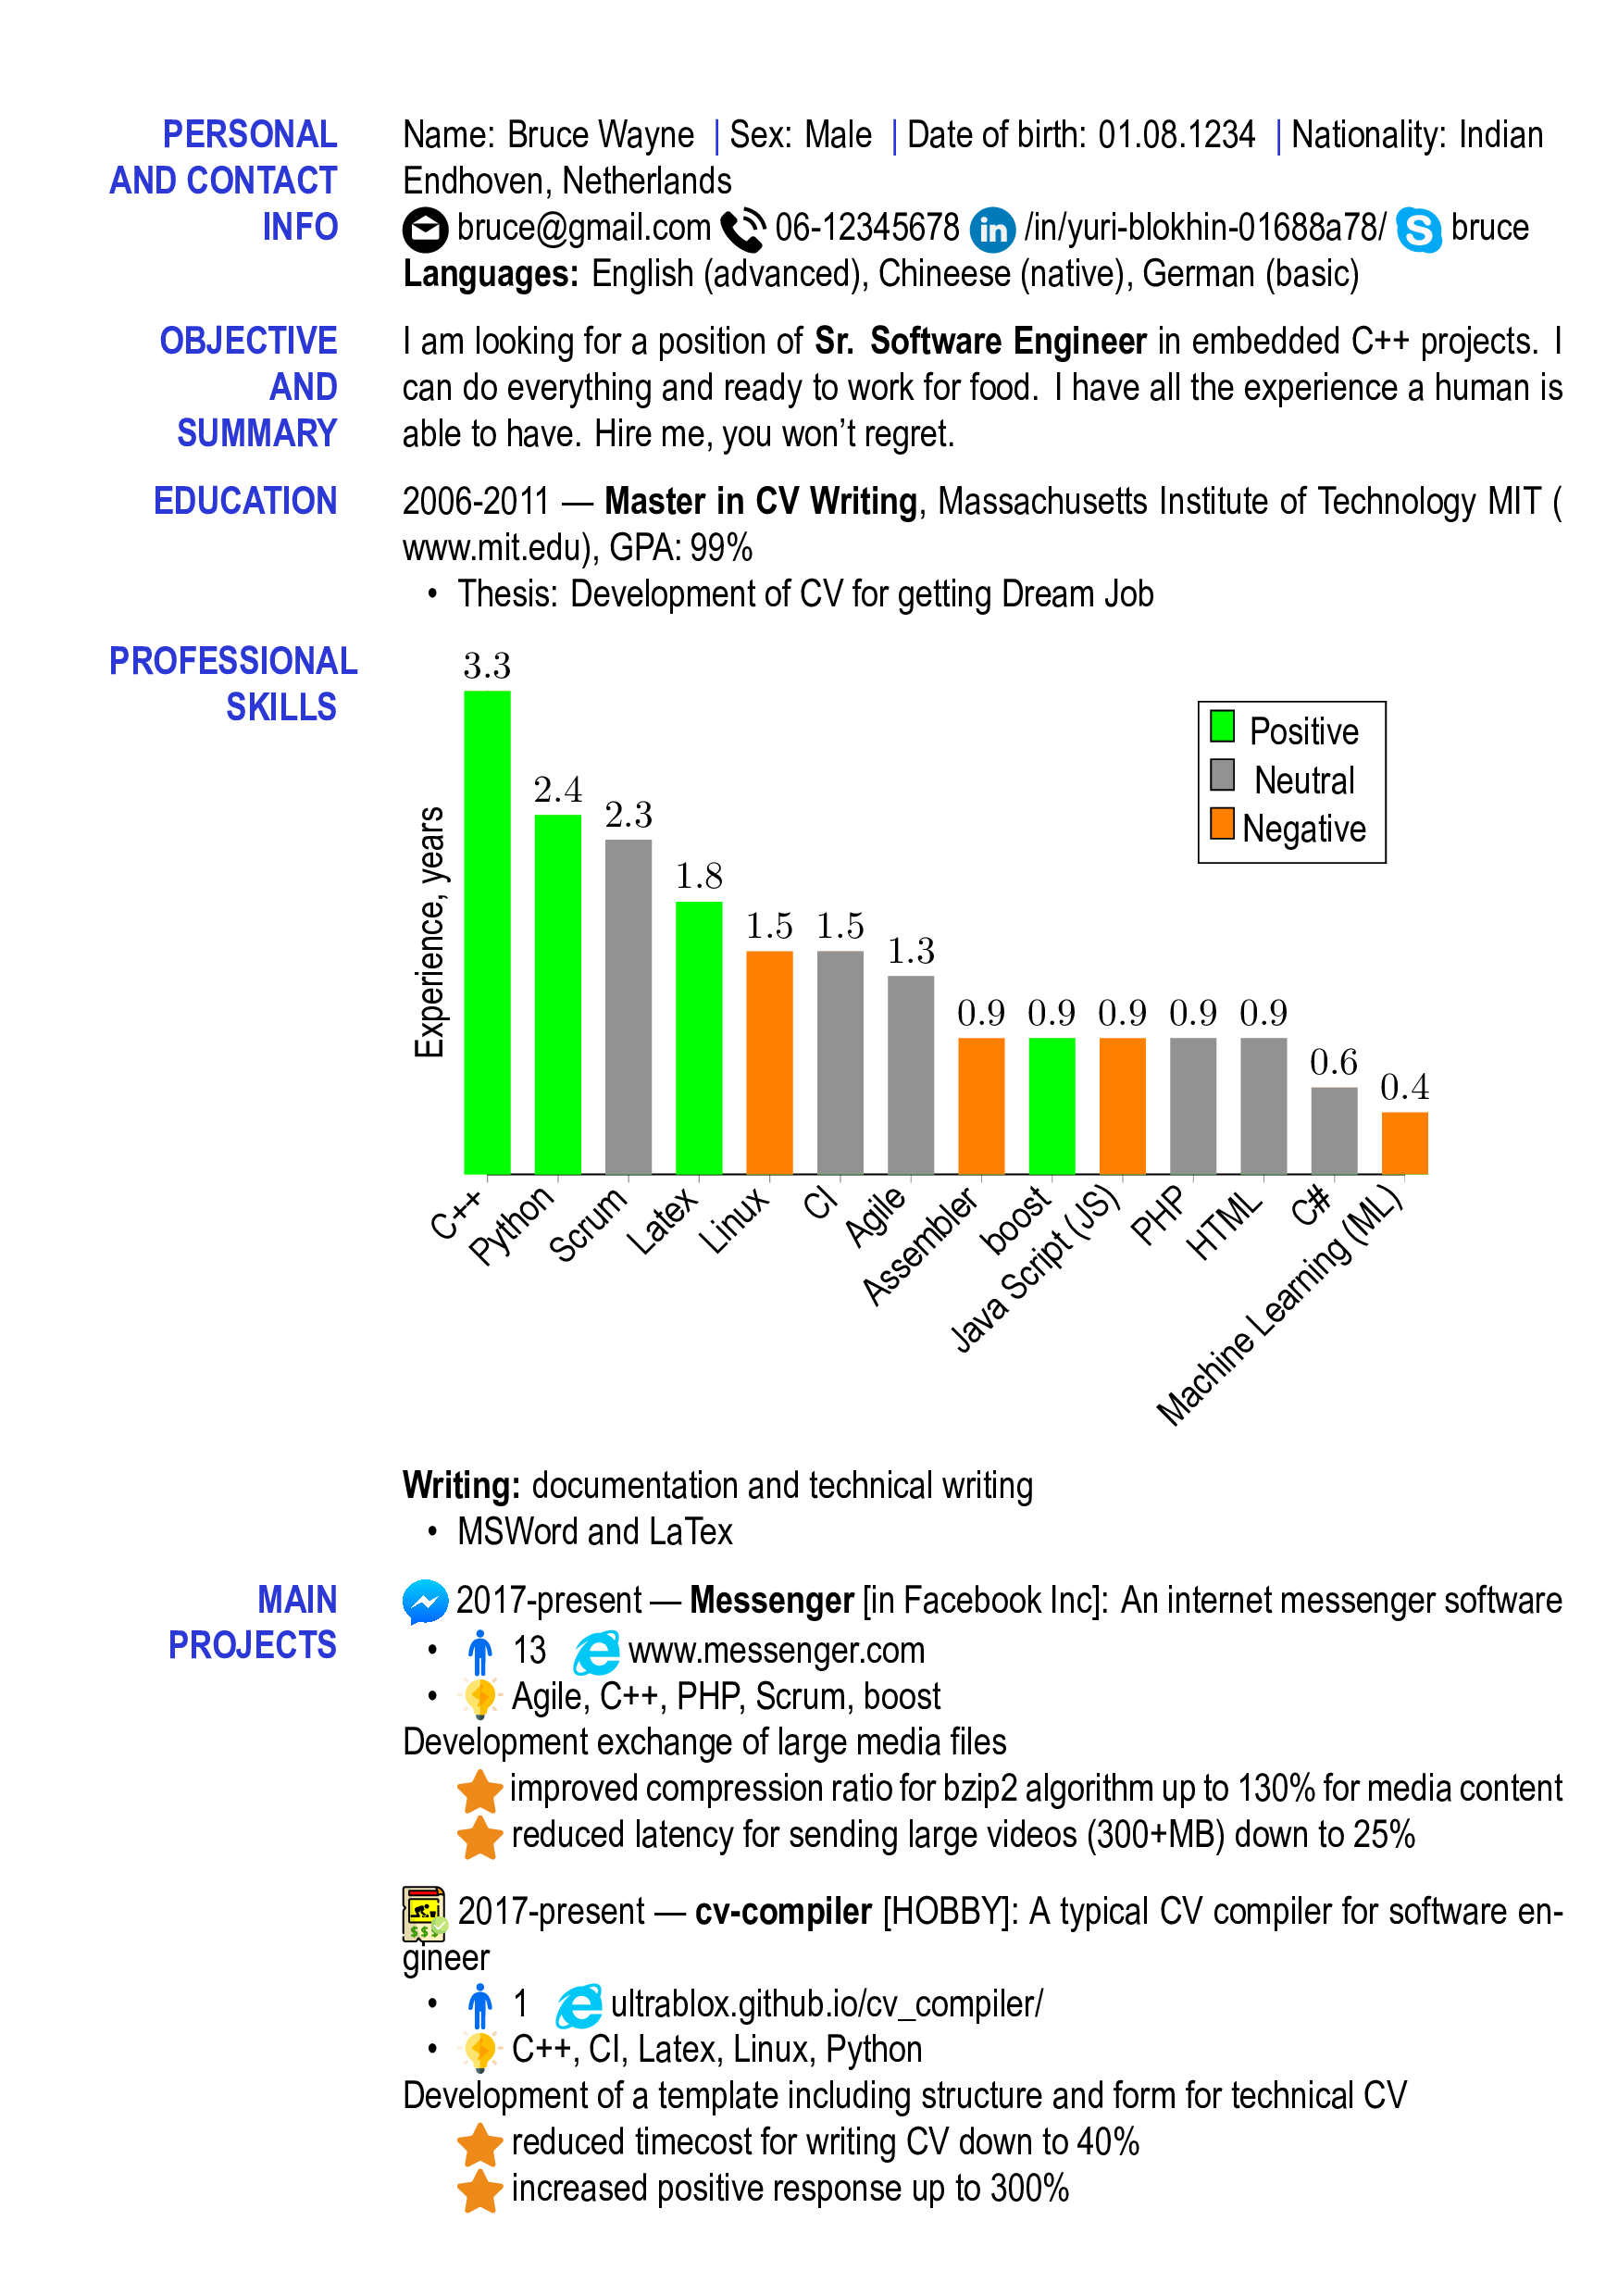 PERSONAL
AND CONTACT
INFO
Name: Bruce Wayne | Sex: Male | Date of birth: 01.08.1234 | Nationality: Indian
Endhoven, Netherlands
bruce@gmail.com 06-12345678 in /in/yuri-blokhin-01688a78/ S bruce
Languages: English (advanced), Chineese (native), German (basic)
OBJECTIVE
AND
SUMMARY
I am looking for a position of Sr. Software Engineer in embedded C++ projects. I
can do everything and ready to work for food. I have all the experience a human is
able to have. Hire me, you won't regret.
EDUCATION
2006-2011 — Master in CV Writing, Massachusetts Institute of Technology MIT (
www.mit.edu), GPA: 99%
• Thesis: Development of CV for getting Dream Job
PROFESSIONAL
SKILLS
Experience, years
3.3
2.4
2.3
1.8
1.5
1.5
1.3
0.9
0.9
0.9
0.9
0.9
0.6
0.4
Positive
Neutral
Negative
C++
Python
Scrum
Latex
Linux
CI
Agile
Assembler
boost
Java Script (JS)
PHP
HTML
C#
Machine Learning (ML)
Writing: documentation and technical writing
• MSWord and LaTex
MAIN
PROJECTS
2017-present — Messenger [in Facebook Inc]: An internet messenger software
• 13 www.messenger.com
• Agile, C++, PHP, Scrum, boost
Development exchange of large media files
improved compression ratio for bzip2 algorithm up to 130% for media content
reduced latency for sending large videos (300+MB) down to 25%
$$$ 2017-present — cv-compiler [HOBBY]: A typical CV compiler for software en-
gineer
• 1 ultrablox.github.io/cv_compiler/
• C++, CI, Latex, Linux, Python
Development of a template including structure and form for technical CV
reduced timecost for writing CV down to 40%
increased positive response up to 300%